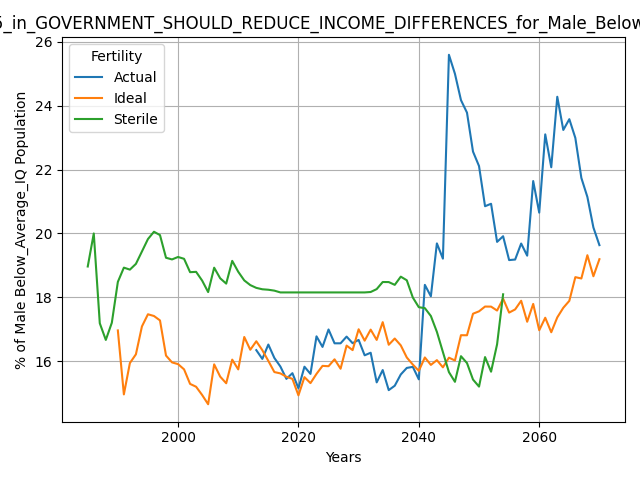 5_in_GOVERNMENT_SHOULD_REDUCE_INCOME_DIFFERENCES_for_Male_Below
Fertility
Actual
Ideal
Sterile
26
24
22
20
18
16
% of Male Below_Average_IQ Population
2000
2020
2040
2060
Years